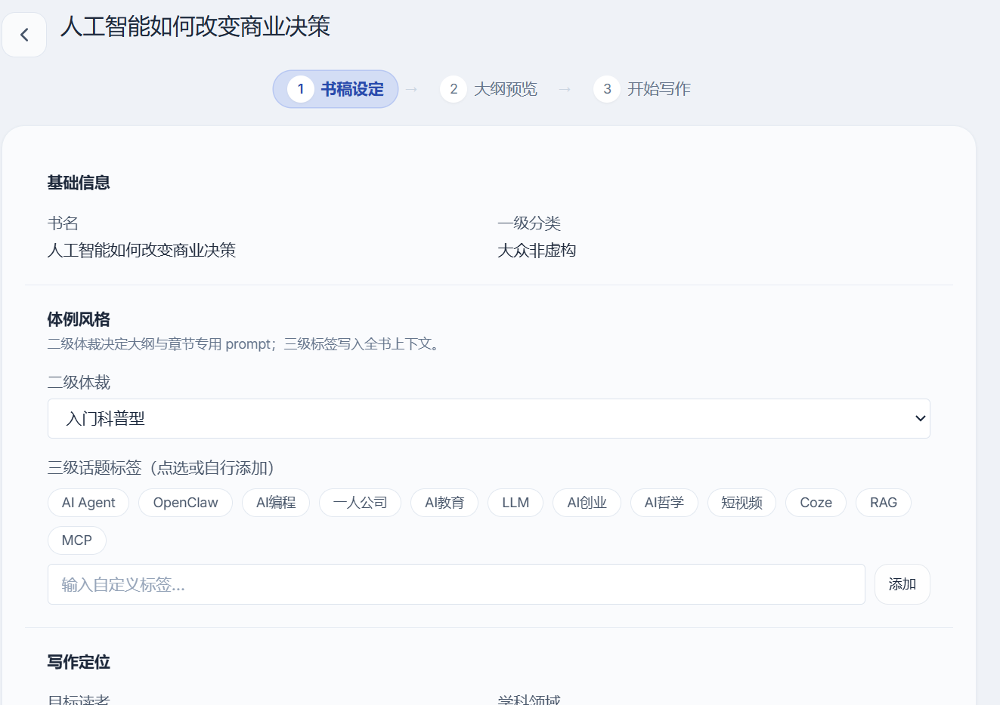 人工智能如何改变商业决策
1 书稿设定 → 2 大纲预览 → 3 开始写作
基础信息
书名 一级分类
人工智能如何改变商业决策 大众非虚构
体例风格
二级体裁决定大纲与章节专用 prompt；三级标签写入全书上下文。
二级体裁
入门科普型
三级话题标签（点选或自行添加）
AI Agent OpenClaw AI编程 一人公司 AI教育 LLM AI创业 AI哲学 短视频 Coze RAG
MCP
输入自定义标签... 添加
写作定位
目标读者 学科领域